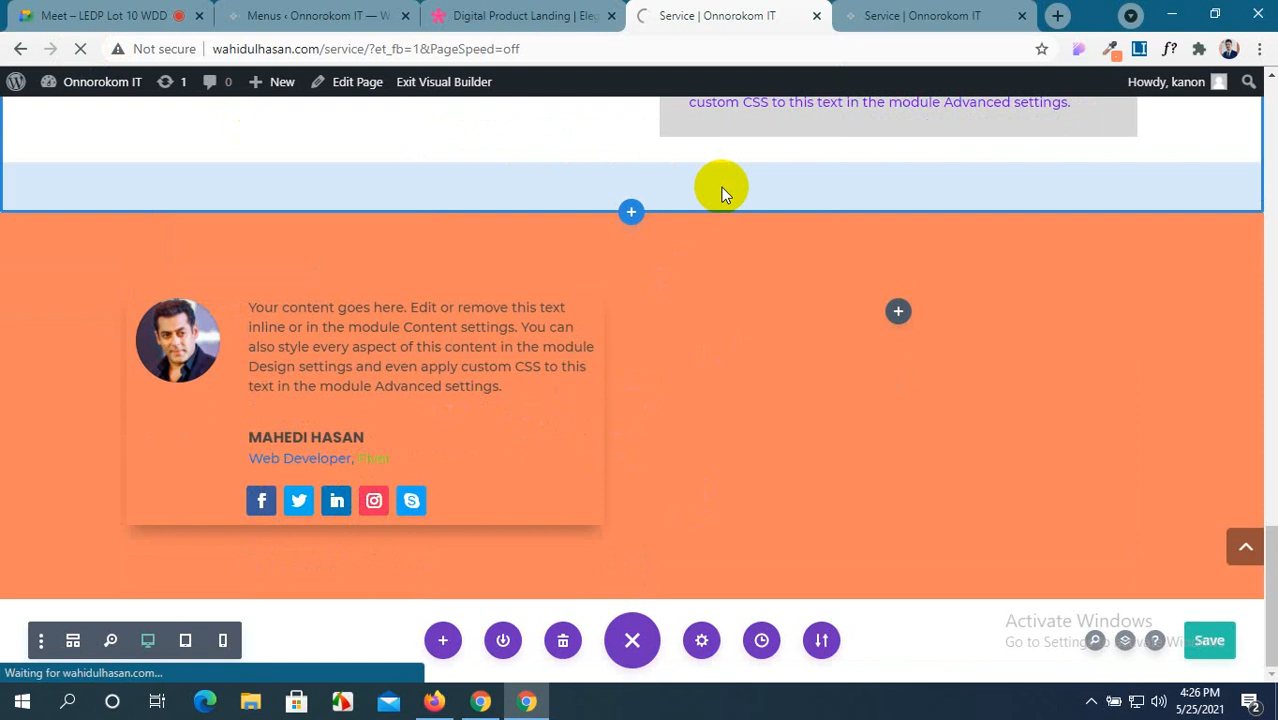 Meet – LEDP Lot 10 WDD
Menus ‹ Onnorokom IT — W
Digital Product Landing | Eleg
Service | Onnorokom IT
Service | Onnorokom IT
Not secure
wahidulhasan.com/service/?et_fb=1&PageSpeed=off
Onnorokom IT
1
0
New
Edit Page
Exit Visual Builder
Howdy, kanon
custom CSS to this text in the module Advanced settings.
Your content goes here. Edit or remove this text
inline or in the module Content settings. You can
also style every aspect of this content in the module
Design settings and even apply custom CSS to this
text in the module Advanced settings.
MAHEDI HASAN
Web Developer,
Activate Windows
Save
Waiting for wahidulhasan.com...
4:26 PM
5/25/2021
2